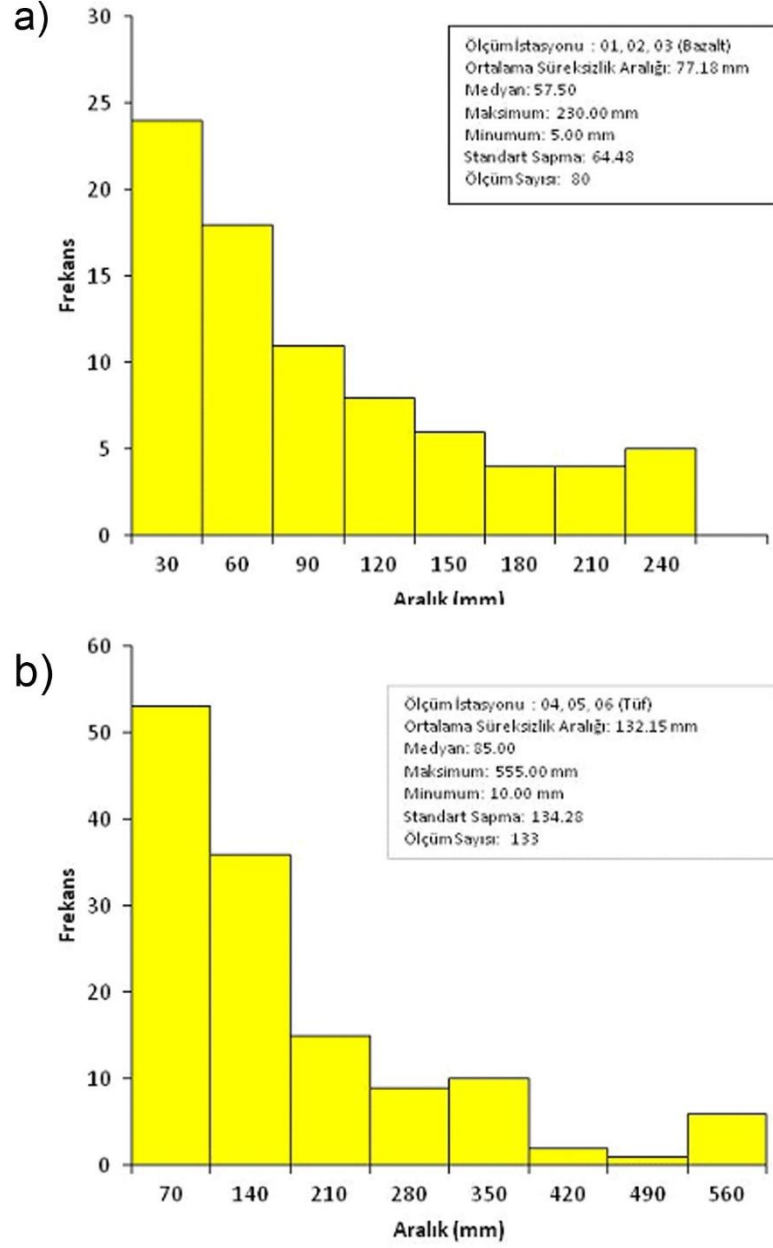 a)
30
25
20
15
10
5
0
Frekans
Ölçüm İstasyonu : 01, 02, 03 (Bazalt)
Ortalama Süreksizlik Aralığı: 77.18 mm
Medyan: 57.50
Maksimum: 230.00 mm
Minumum: 5.00 mm
Standart Sapma: 64.48
Ölçüm Sayısı: 80
30 60 90 120 150 180 210 240
Aralık (mm)
b)
60
50
40
30
20
10
0
Frekans
Ölçüm İstasyonu : 04, 05, 06 (Tüf)
Ortalama Süreksizlik Aralığı: 132.15 mm
Medyan: 85.00
Maksimum: 555.00 mm
Minumum: 10.00 mm
Standart Sapma: 134.28
Ölçüm Sayısı: 133
70 140 210 280 350 420 490 560
Aralık (mm)